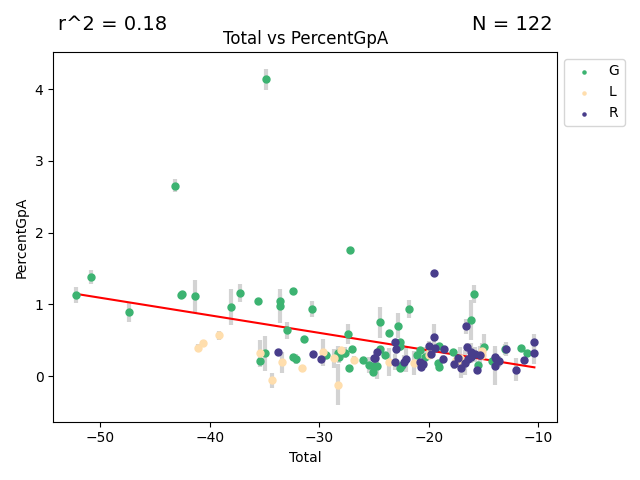 r^2 = 0.18 N = 122
Total vs PercentGpA
G
L
R
4
3
2
1
0
PercentGpA
−50 −40 −30 −20 −10
Total